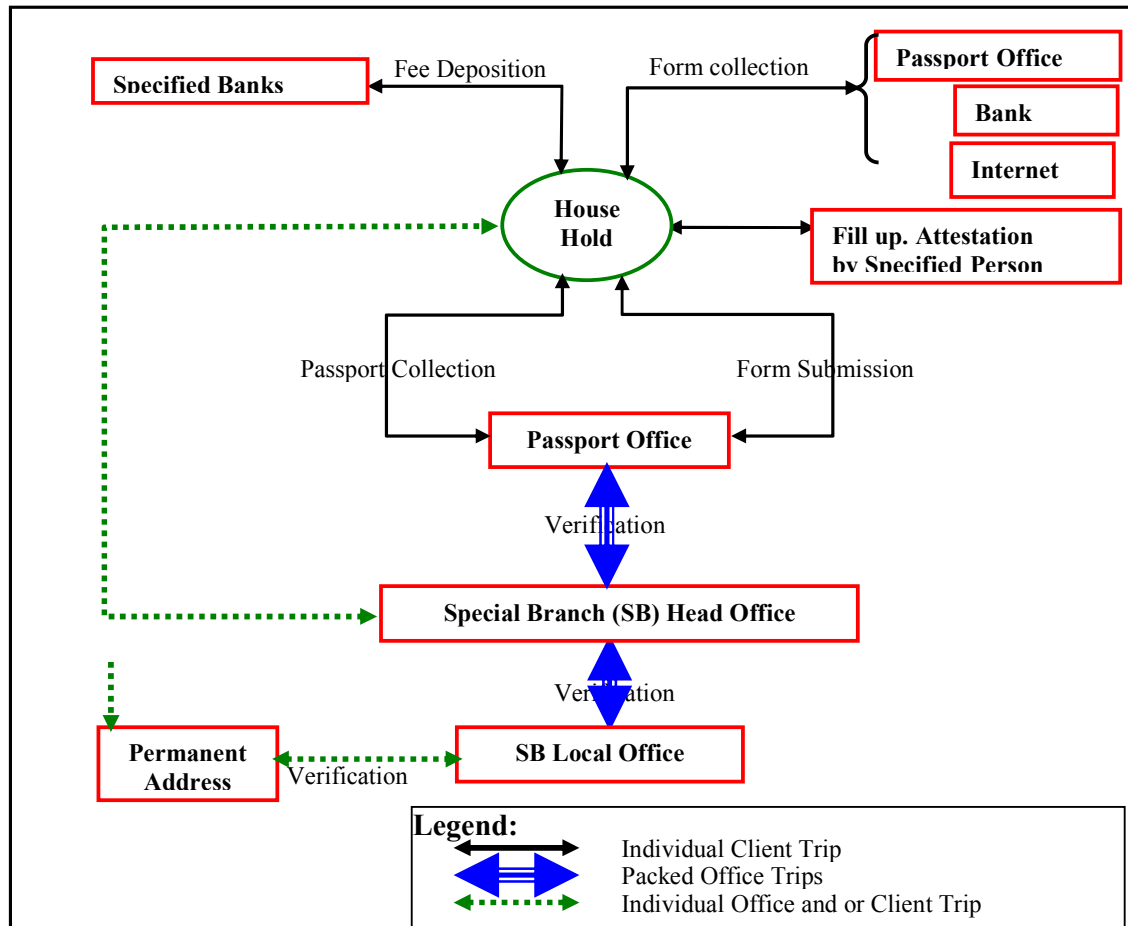 Fee Deposition
Form collection
Passport Office
Specified Banks
Bank
Internet
House
Hold
Fill up. Attestation
by Specified Person
Passport Collection
Form Submission
Passport Office
Verification
Special Branch (SB) Head Office
Verification
Permanent
Address
Verification
SB Local Office
Legend:
Individual Client Trip
Packed Office Trips
Individual Office and or Client Trip